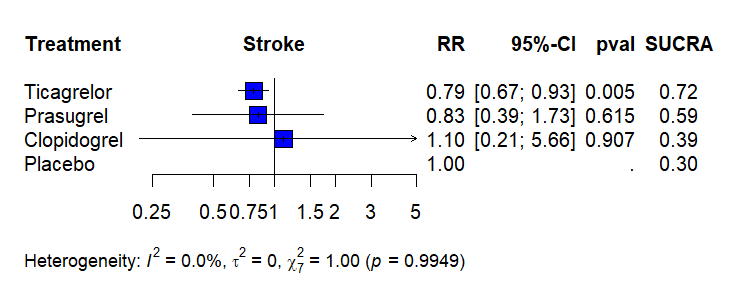 Treatment Stroke RR 95%-CI pval SUCRA
Ticagrelor 0.79 [0.67; 0.93] 0.005 0.72
Prasugrel 0.83 [0.39; 1.73] 0.615 0.59
Clopidogrel 1.10 [0.21; 5.66] 0.907 0.39
Placebo 1.00 . 0.30
0.25 0.5 0.75 1 1.5 2 3 5
Heterogeneity: I² = 0.0%, τ² = 0, χ²₇ = 1.00 (p = 0.9949)